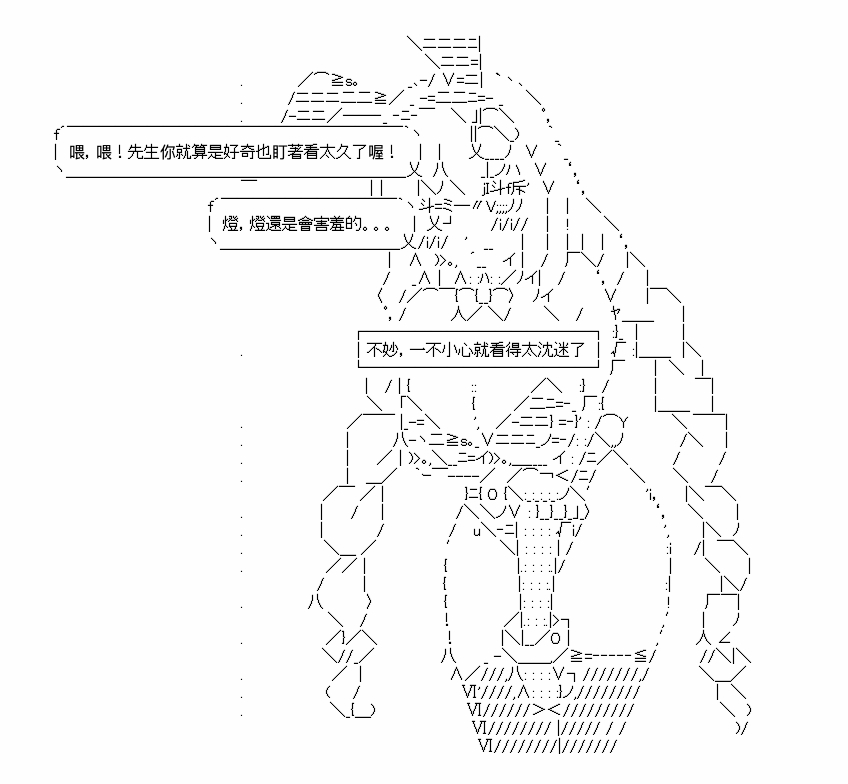 喂，喂！先生你就算是好奇也盯著看太久了喔！
燈，燈還是會害羞的。。。
不妙，一不小心就看得太沈迷了